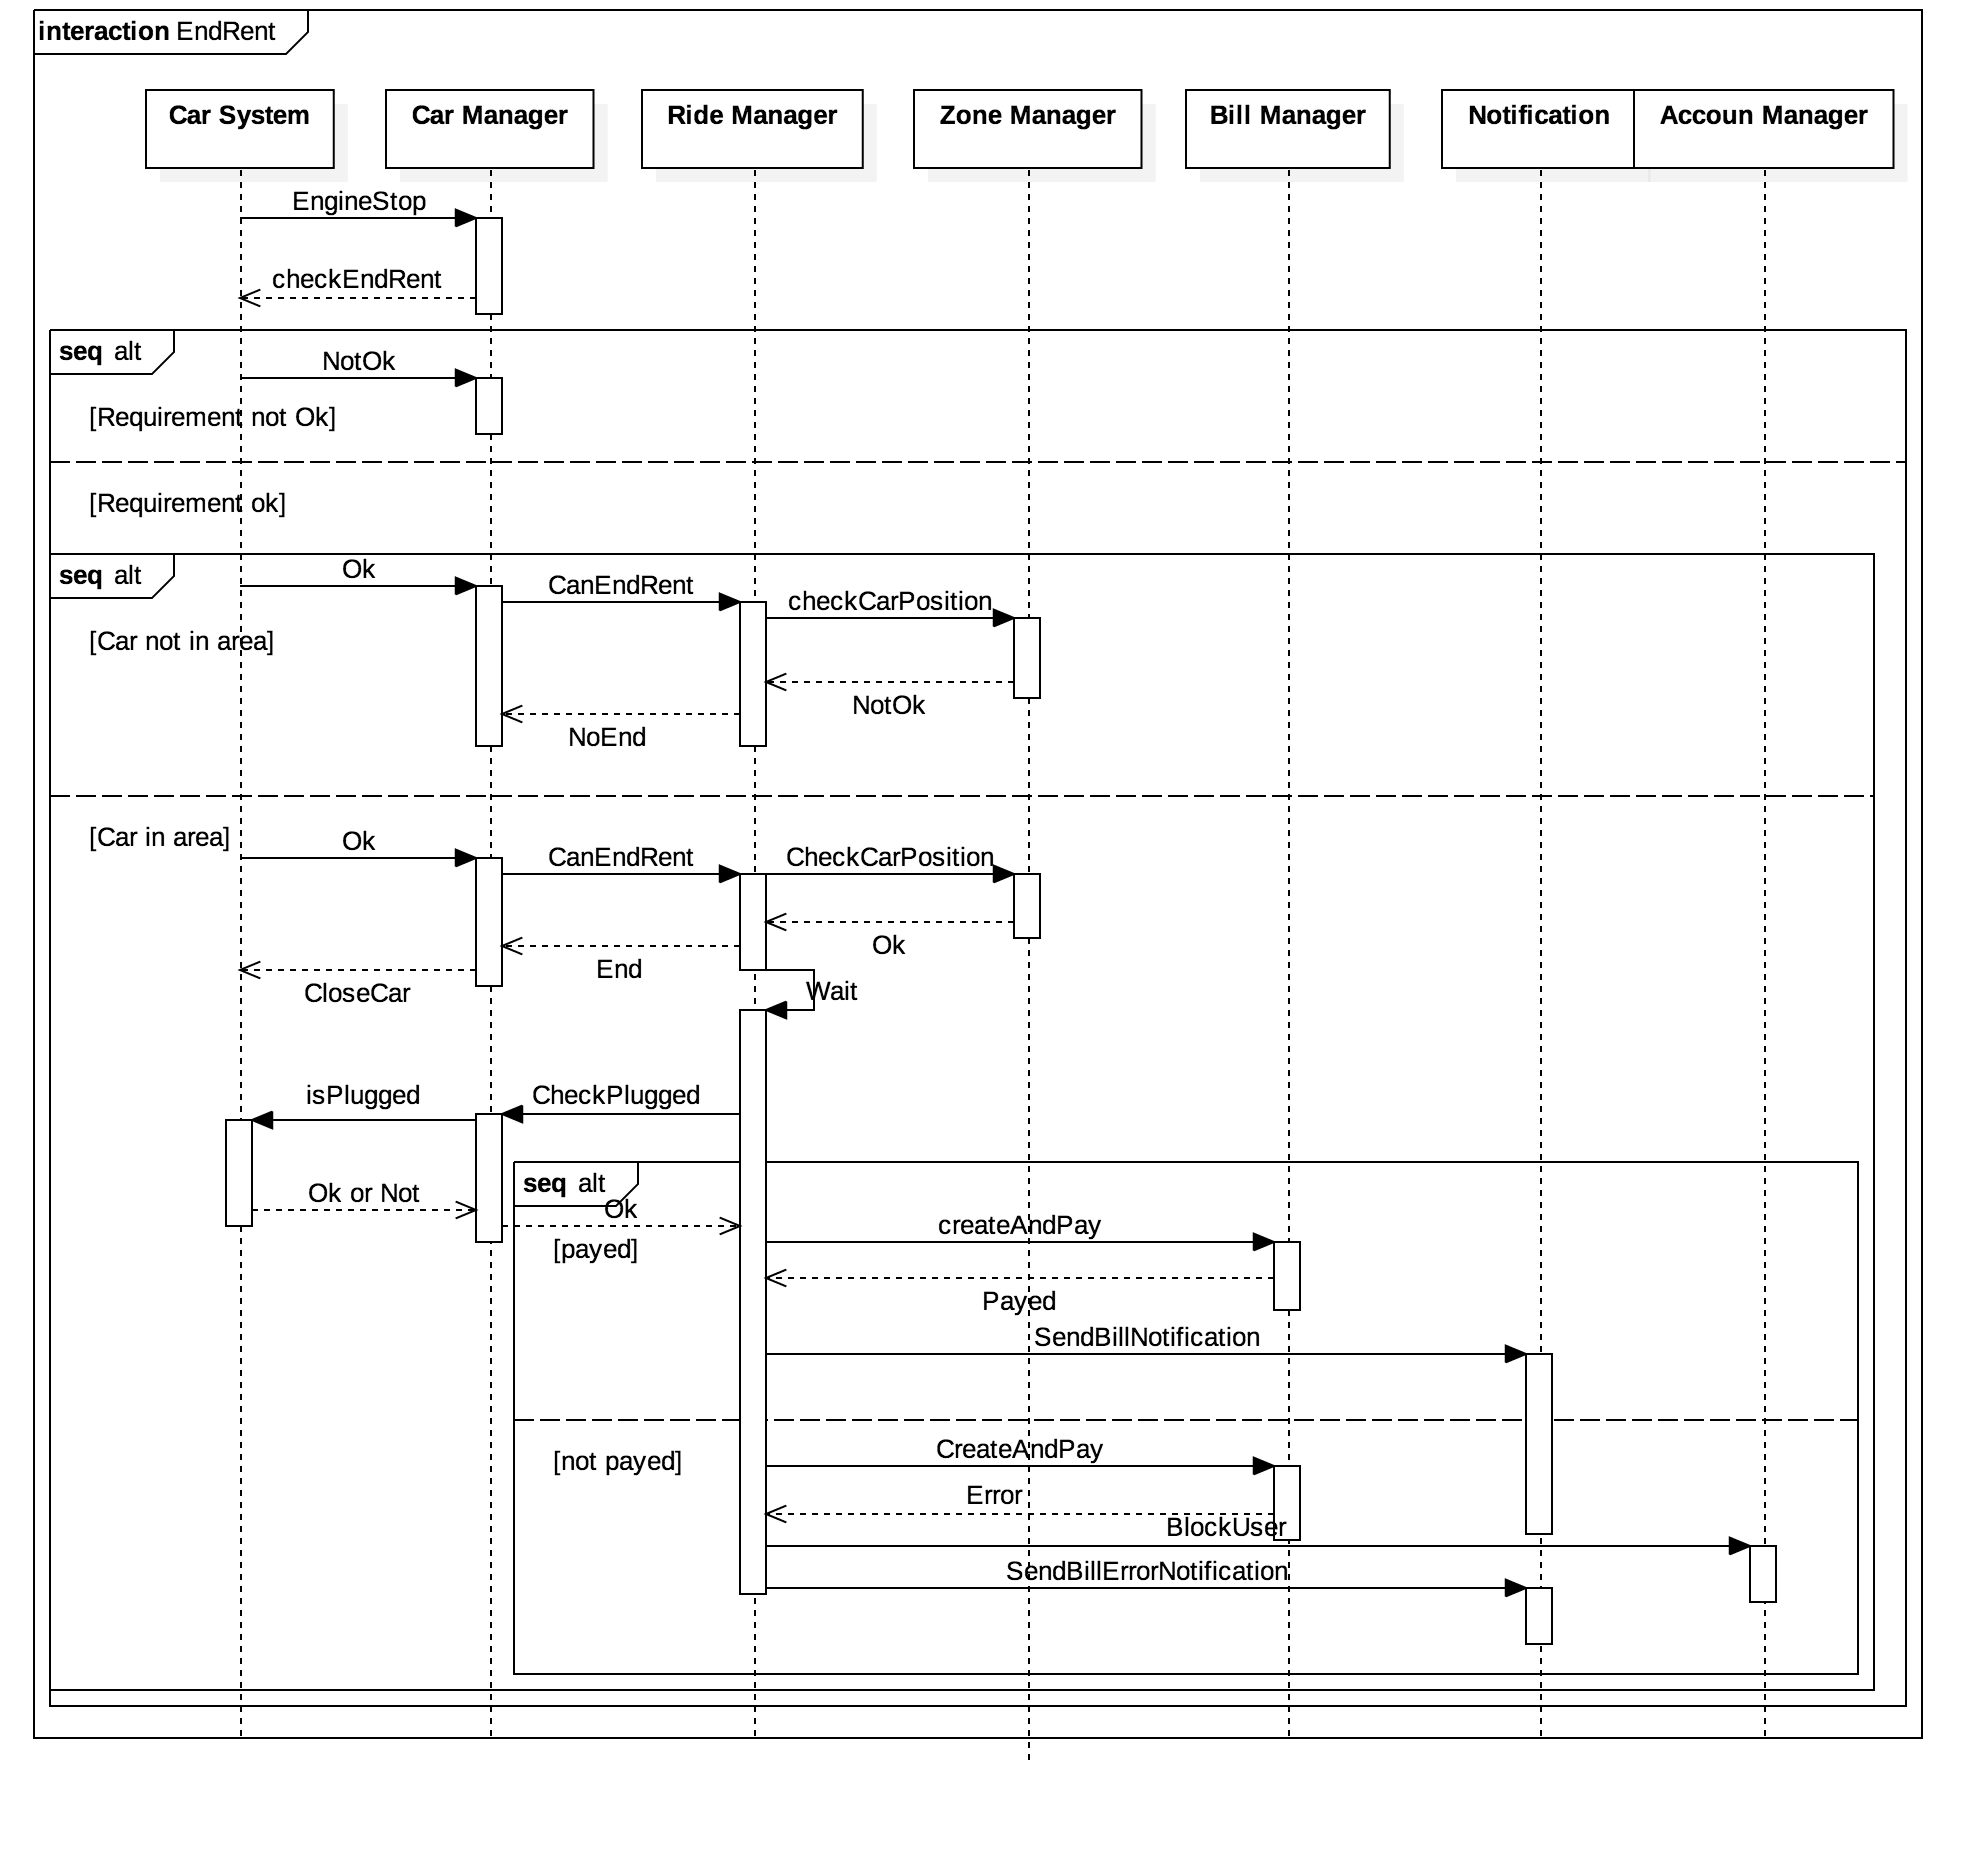 interaction EndRent
Car System
Car Manager
Ride Manager
Zone Manager
Bill Manager
Notification
Accoun Manager
EngineStop
checkEndRent
seq alt
NotOk
[Requirement not Ok]
[Requirement ok]
seq alt
Ok
CanEndRent
checkCarPosition
[Car not in area]
NotOk
NoEnd
[Car in area]
Ok
CanEndRent
CheckCarPosition
Ok
End
CloseCar
Wait
isPlugged
CheckPlugged
seq alt
Ok or Not
Ok
createAndPay
[payed]
Payed
SendBillNotification
CreateAndPay
[not payed]
Error
BlockUser
SendBillErrorNotification